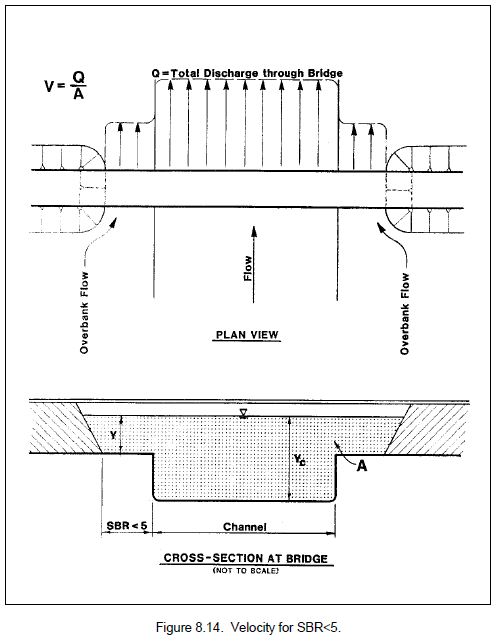 V = Q/A
Q = Total Discharge through Bridge
Overbank Flow
Flow
Overbank Flow
PLAN VIEW
Y
Yc
A
SBR < 5
Channel
CROSS-SECTION AT BRIDGE
(NOT TO SCALE)
Figure 8.14. Velocity for SBR<5.